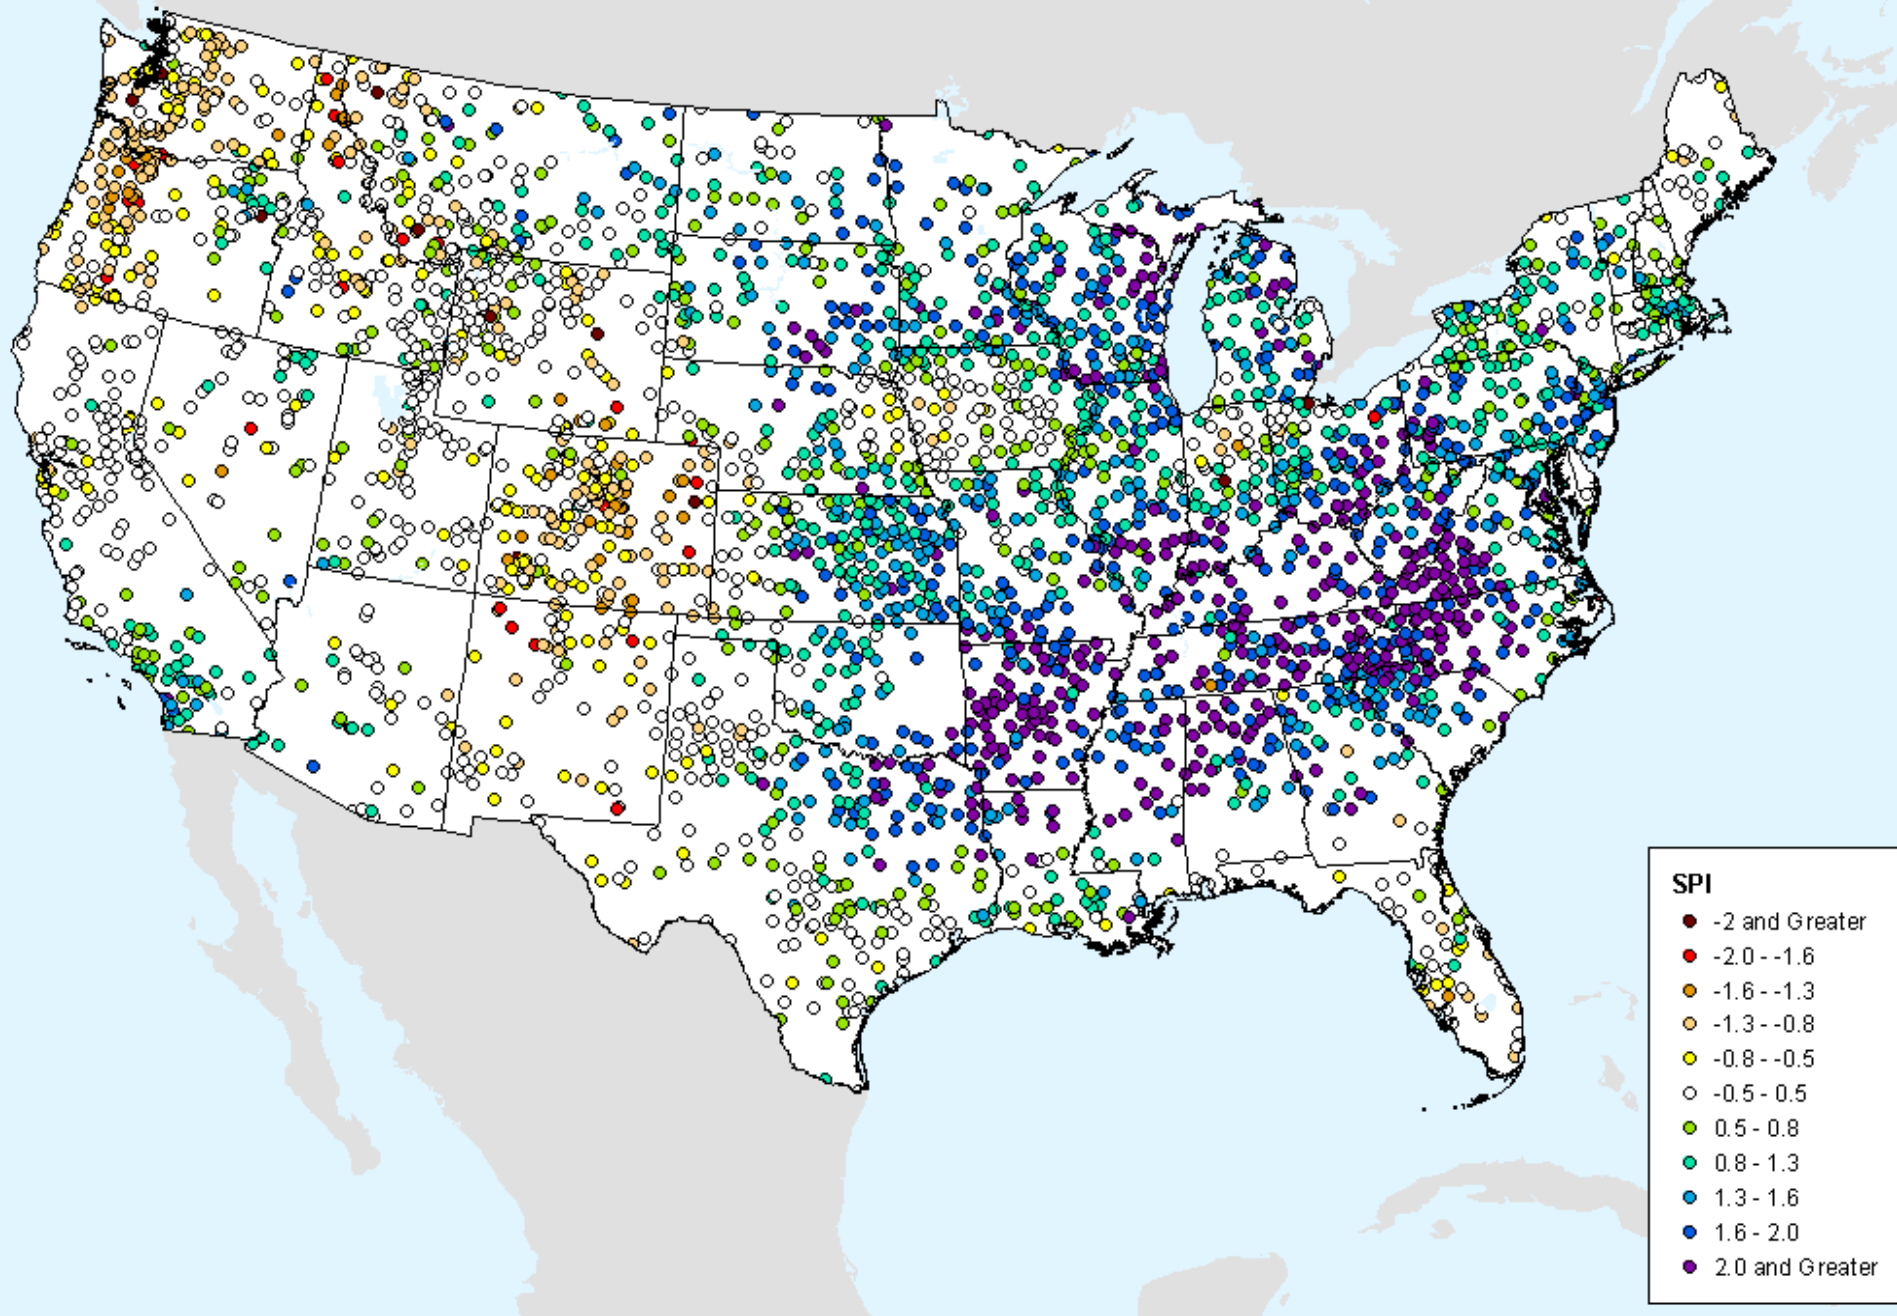 SPI
-2 and Greater
-2.0 - -1.6
-1.6 - -1.3
-1.3 - -0.8
-0.8 - -0.5
-0.5 - 0.5
0.5 - 0.8
0.8 - 1.3
1.3 - 1.6
1.6 - 2.0
2.0 and Greater